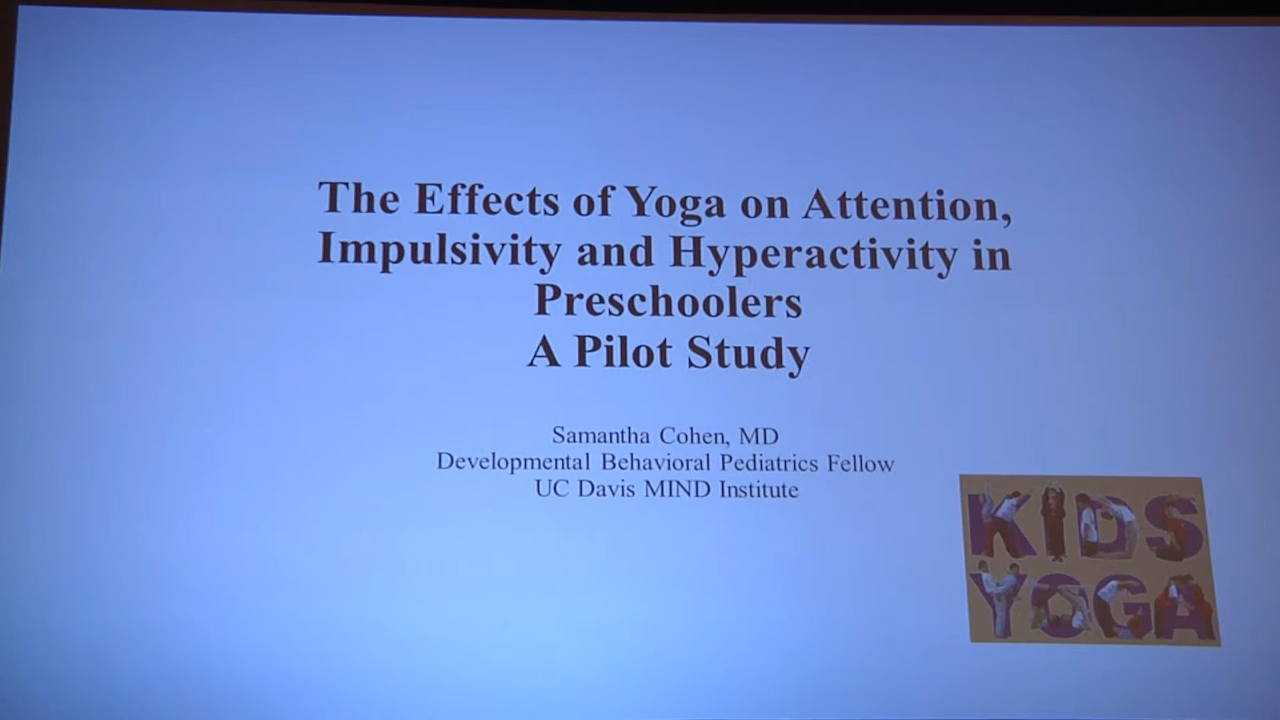 The Effects of Yoga on Attention,
Impulsivity and Hyperactivity in
Preschoolers
A Pilot Study
Samantha Cohen, MD
Developmental Behavioral Pediatrics Fellow
UC Davis MIND Institute
KIDS
YOGA